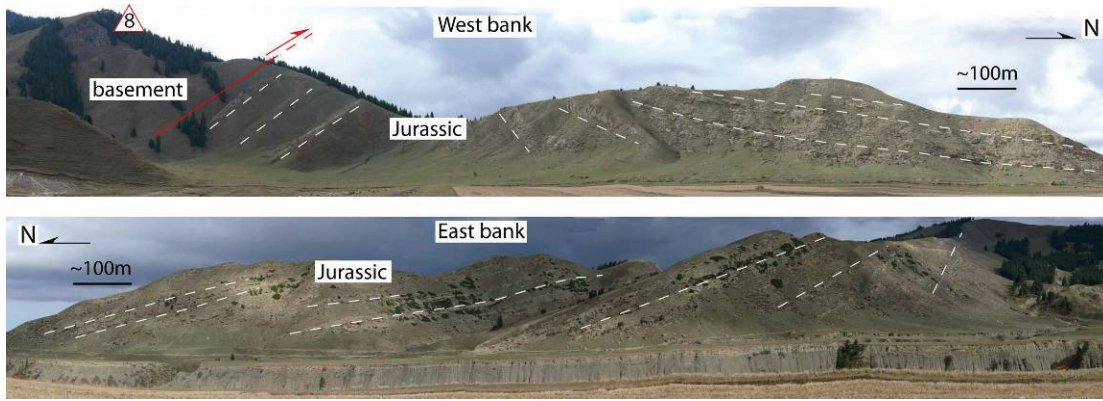 8
West bank
N
basement
~100m
Jurassic
N
East bank
~100m
Jurassic